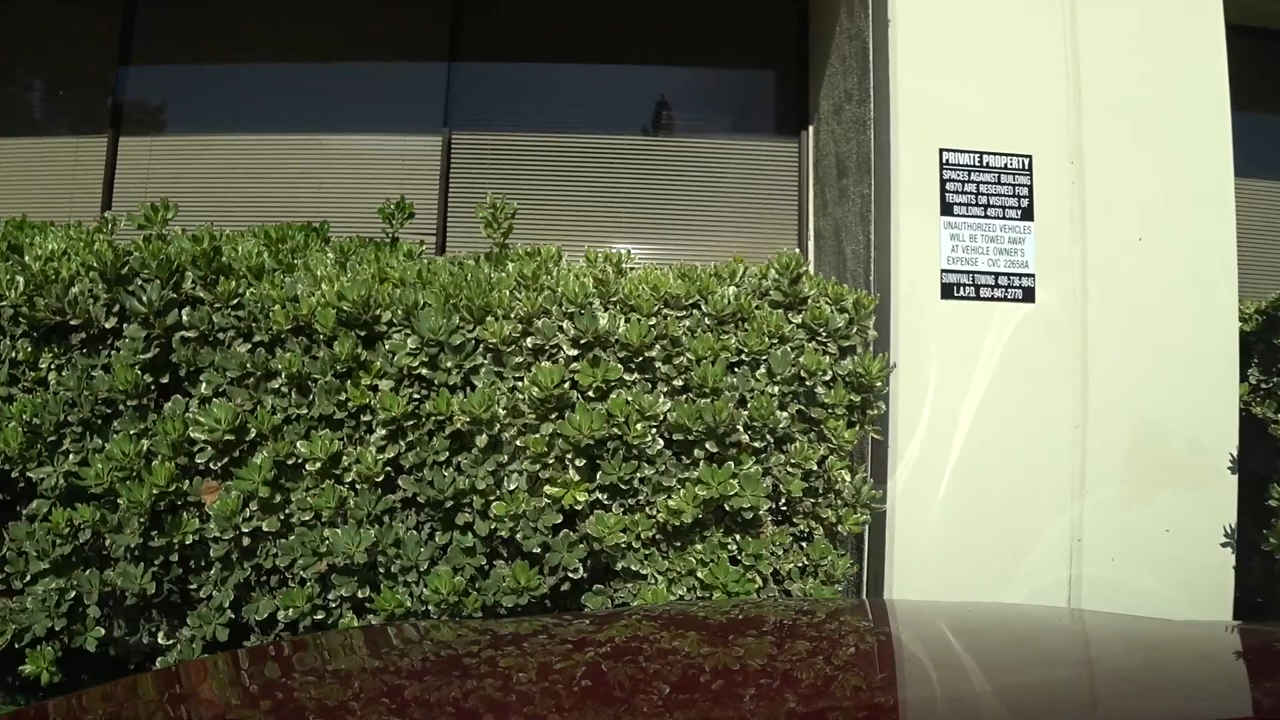 PRIVATE PROPERTY
SPACES AGAINST BUILDING
4970 ARE RESERVED FOR
TENANTS OR VISITORS OF
BUILDING 4970 ONLY
UNAUTHORIZED VEHICLES
WILL BE TOWED AWAY
AT VEHICLE OWNER'S
EXPENSE - CVC 22658A
SUNNYVALE TOWING 408-736-9645
L.A.P.D. 650-947-2770